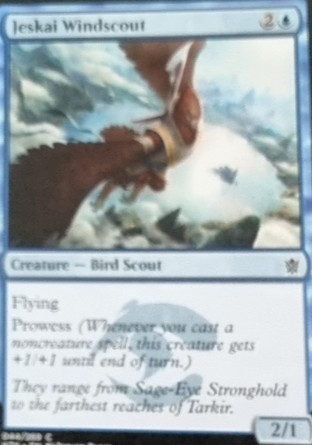 Jeskai Windscout 2
Creature — Bird Scout
Flying
Prowess (Whenever you cast a
noncreature spell, this creature gets
+1/+1 until end of turn.)
They range from Sage-Eye Stronghold
to the farthest reaches of Tarkir.
2/1